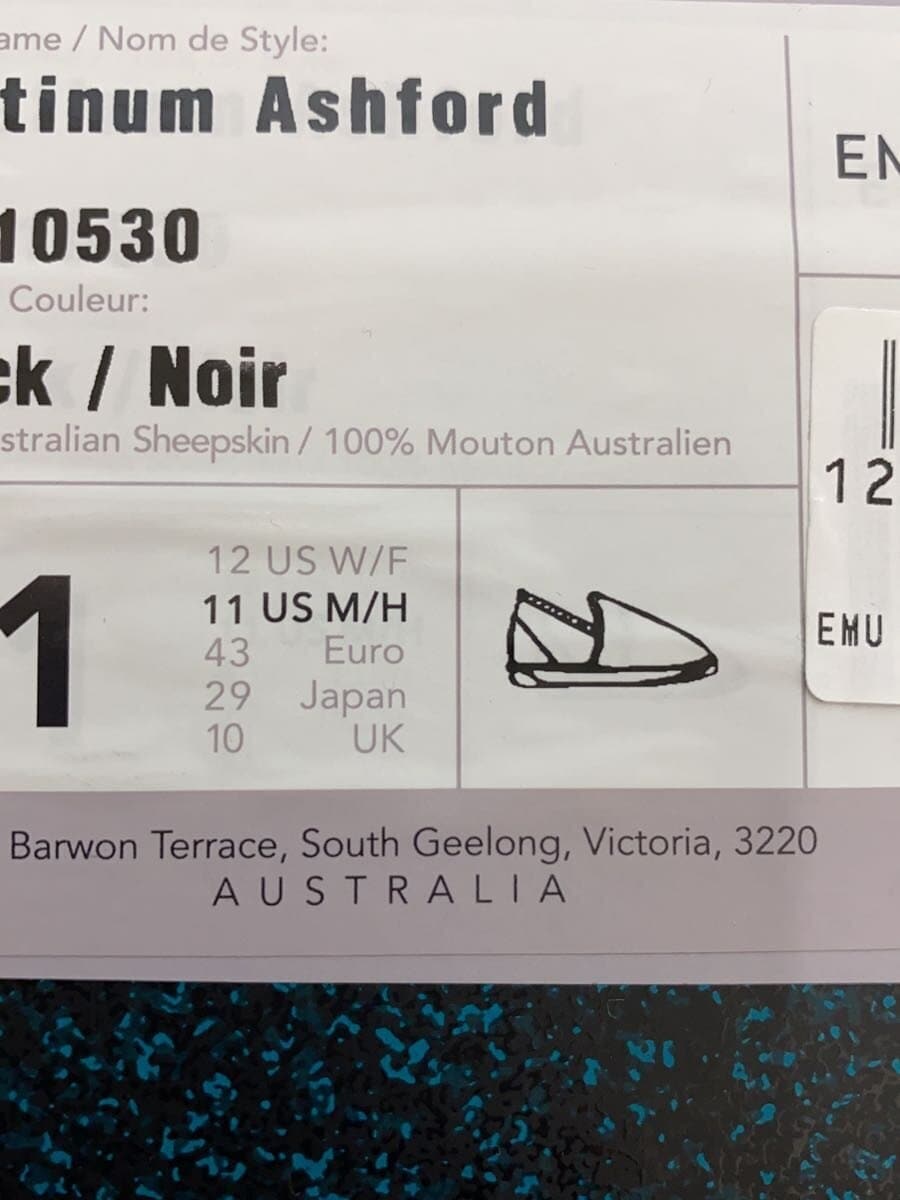 ame / Nom de Style:
tinum Ashford
10530
Couleur:
ck / Noir
stralian Sheepskin / 100% Mouton Australien
1
12 US W/F
11 US M/H
43 Euro
29 Japan
10 UK
EN
12
EMU
Barwon Terrace, South Geelong, Victoria, 3220
AUSTRALIA